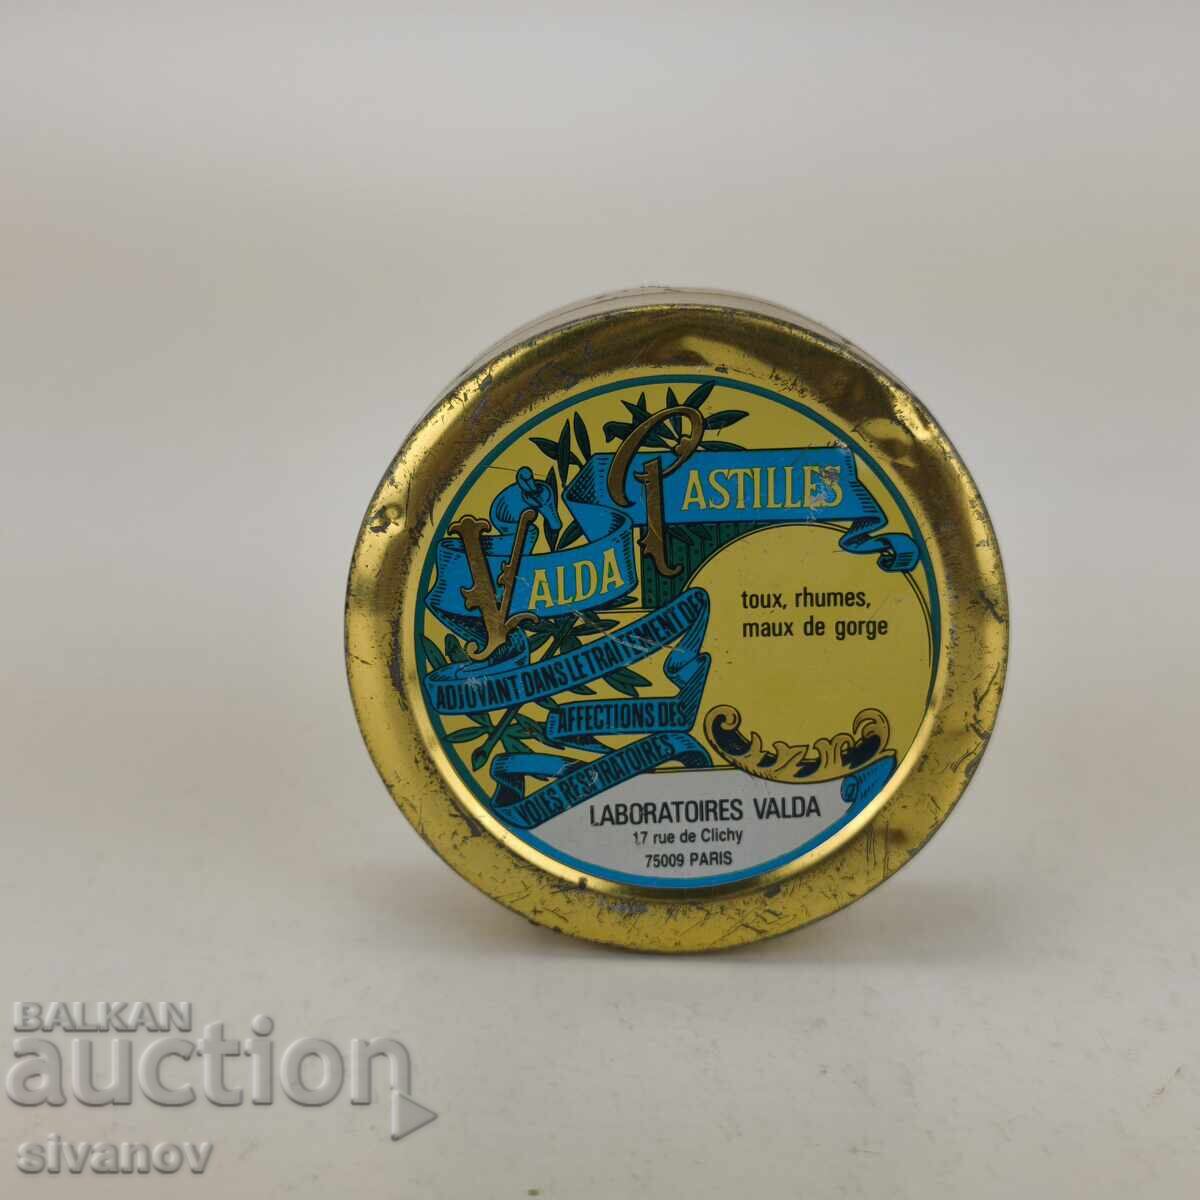 PASTILLES
VALDA
toux, rhumes,
maux de gorge
ADJUVANT DANS LE TRAITEMENT DES
AFFECTIONS DES
VOIES RESPIRATOIRES
LABORATOIRES VALDA
17 rue de Clichy
75009 PARIS
BALKAN
auction
sivanov